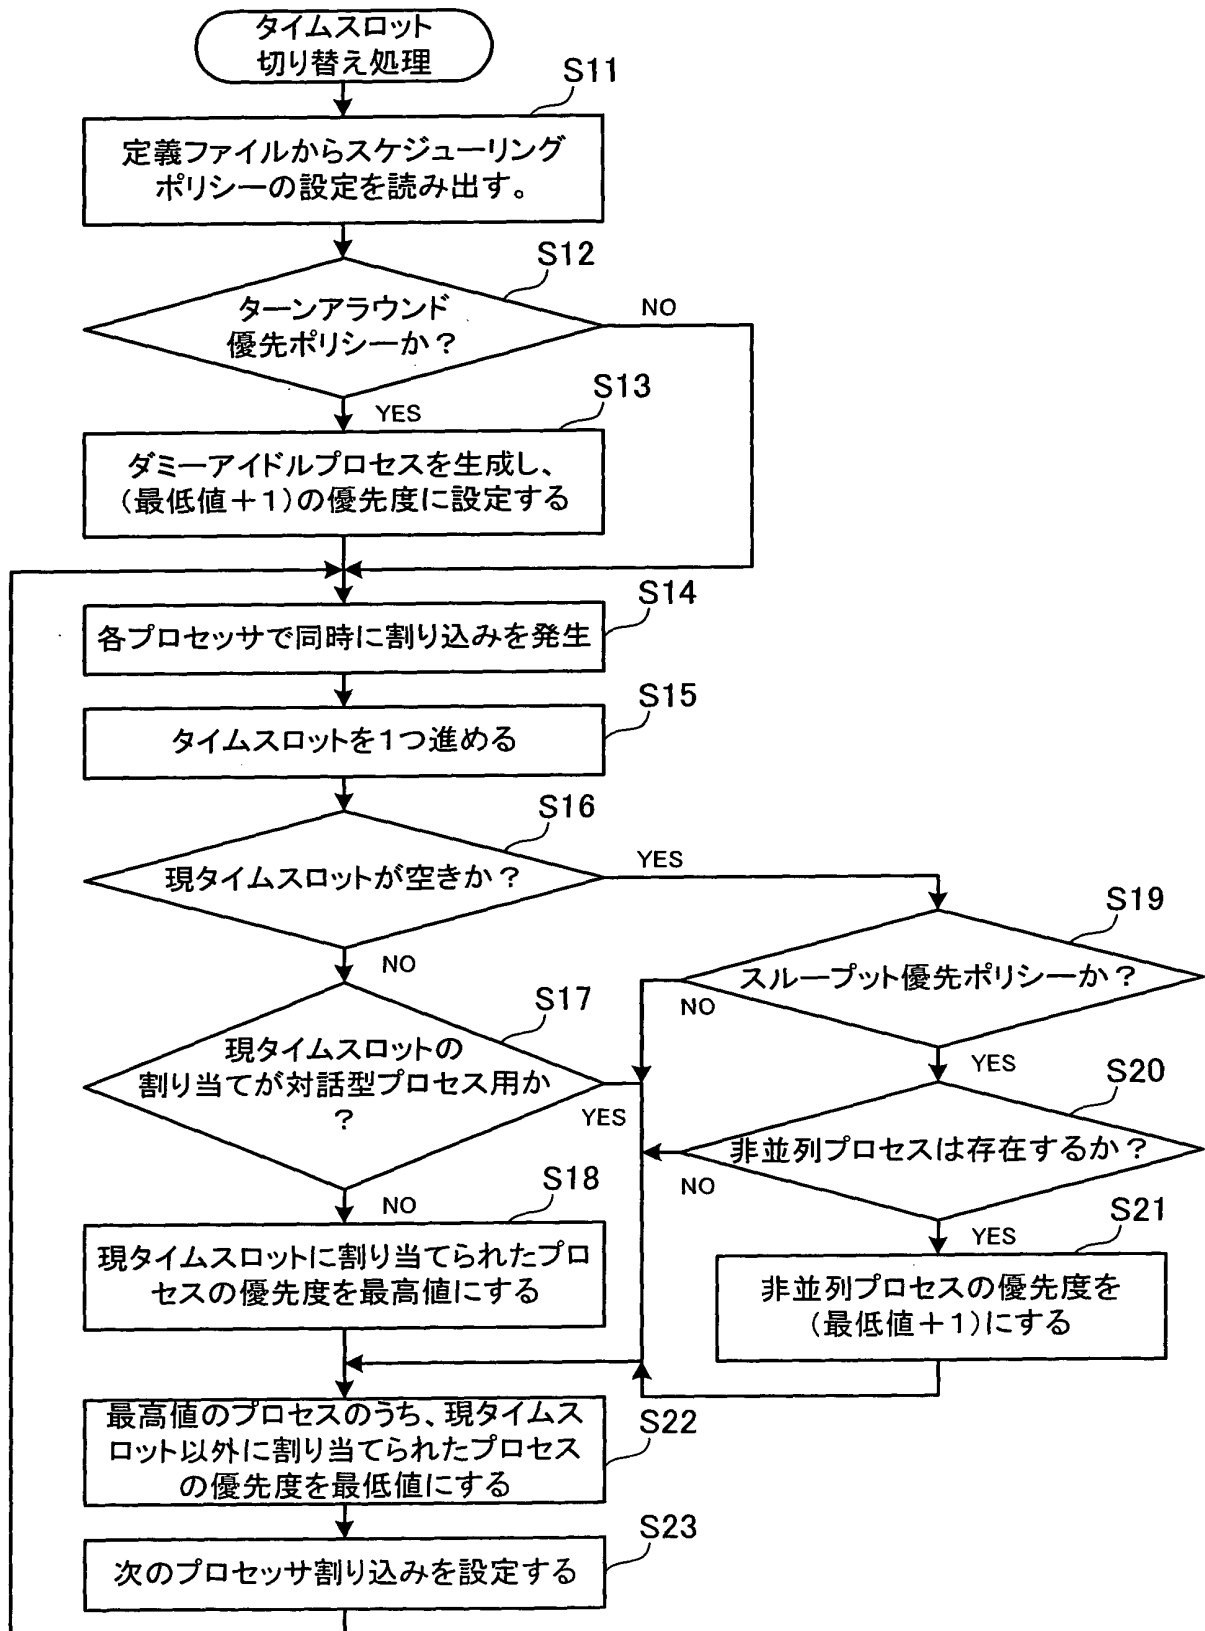 タイムスロット
切り替え処理
S11
定義ファイルからスケジューリング
ポリシーの設定を読み出す。
S12
ターンアラウンド
優先ポリシーか？
NO
YES
S13
ダミーアイドルプロセスを生成し、
（最低値＋１）の優先度に設定する
S14
各プロセッサで同時に割り込みを発生
S15
タイムスロットを１つ進める
S16
現タイムスロットが空きか？
YES
NO
S19
スループット優先ポリシーか？
NO
YES
S17
現タイムスロットの
割り当てが対話型プロセス用か
？
YES
NO
S20
非並列プロセスは存在するか？
NO
YES
S18
現タイムスロットに割り当てられたプロ
セスの優先度を最高値にする
S21
非並列プロセスの優先度を
（最低値＋１）にする
S22
最高値のプロセスのうち、現タイムス
ロット以外に割り当てられたプロセス
の優先度を最低値にする
S23
次のプロセッサ割り込みを設定する